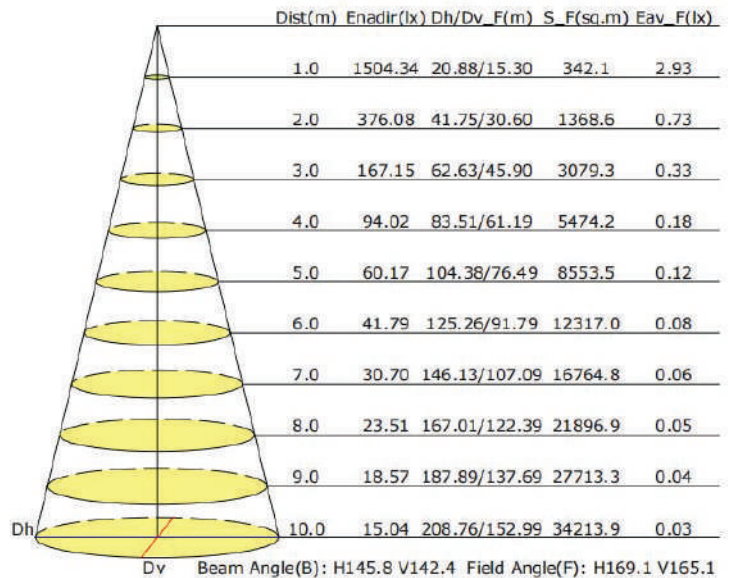 Dist(m) Enadir(lx) Dh/Dv_F(m) S_F(sq.m) Eav_F(lx)
1.0 1504.34 20.88/15.30 342.1 2.93
2.0 376.08 41.75/30.60 1368.6 0.73
3.0 167.15 62.63/45.90 3079.3 0.33
4.0 94.02 83.51/61.19 5474.2 0.18
5.0 60.17 104.38/76.49 8553.5 0.12
6.0 41.79 125.26/91.79 12317.0 0.08
7.0 30.70 146.13/107.09 16764.8 0.06
8.0 23.51 167.01/122.39 21896.9 0.05
9.0 18.57 187.89/137.69 27713.3 0.04
Dh 10.0 15.04 208.76/152.99 34213.9 0.03
Dv Beam Angle(B): H145.8 V142.4 Field Angle(F): H169.1 V165.1